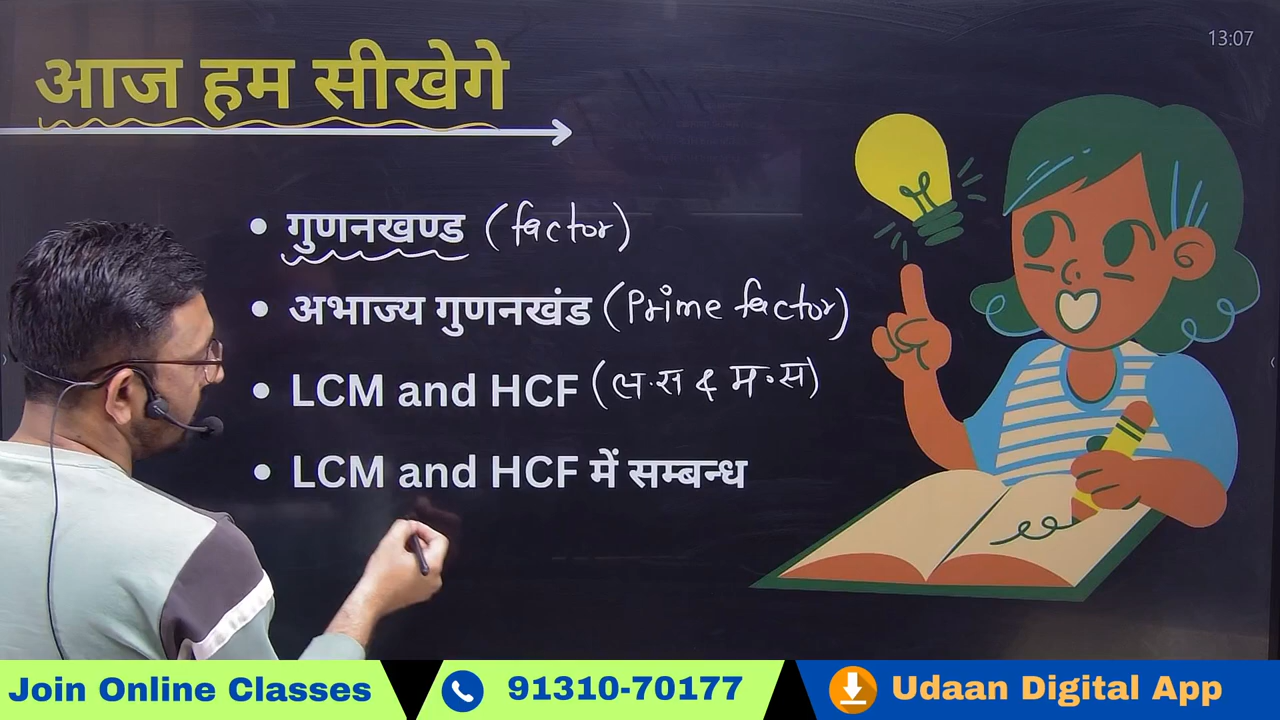 13:07
आज हम सीखेगे
• गुणनखण्ड (factor)
• अभाज्य गुणनखंड (Prime factor)
• LCM and HCF (ल.स & म.स)
• LCM and HCF में सम्बन्ध
Join Online Classes 91310-70177 Udaan Digital App